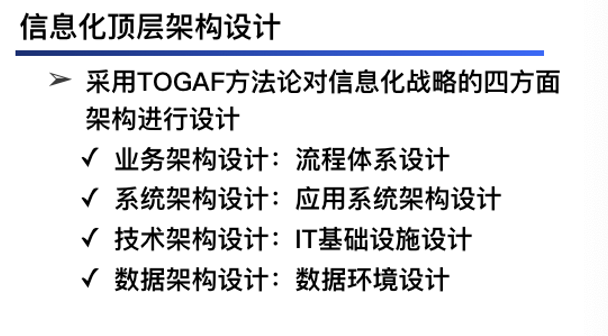 信息化顶层架构设计
➢ 采用TOGAF方法论对信息化战略的四方面
架构进行设计
✓ 业务架构设计：流程体系设计
✓ 系统架构设计：应用系统架构设计
✓ 技术架构设计：IT基础设施设计
✓ 数据架构设计：数据环境设计